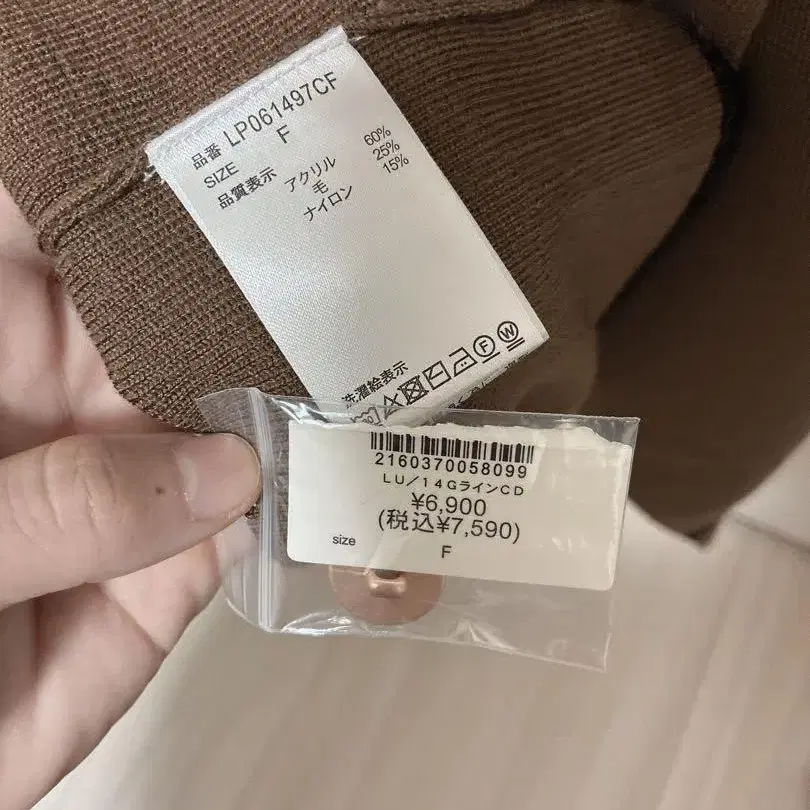 品番 LP061497CF
SIZE F
品質表示 アクリル 60%
毛 25%
ナイロン 15%
洗濯絵表示
F W
2160370058099
LU/14GラインCD
¥6,900
(税込¥7,590)
size F